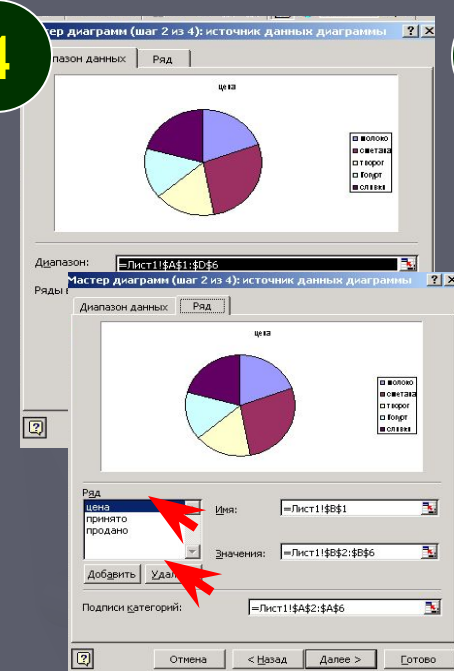 4
ер диаграмм (шаг 2 из 4): источник данных диаграммы
пазон данных
Ряд
цена
молоко
сметана
творог
йогурт
сливки
Диапазон:
=Лист1!$A$1:$D$6
Ряды в
Мастер диаграмм (шаг 2 из 4): источник данных диаграммы
Диапазон данных
Ряд
цена
молоко
сметана
творог
йогурт
сливки
Ряд
цена
принято
продано
Имя:
=Лист1!$B$1
Значения:
=Лист1!$B$2:$B$6
Добавить
Удал
Подписи категорий:
=Лист1!$A$2:$A$6
Отмена
< Назад
Далее >
Готово